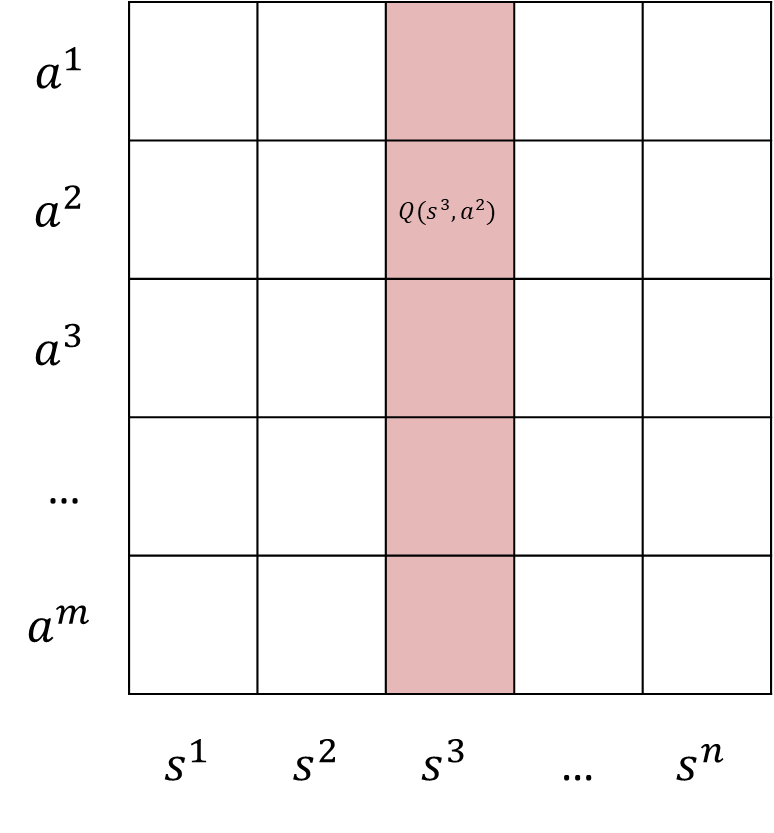 a¹
a²
Q(s³, a²)
a³
...
aᵐ
s¹ s² s³ ... sⁿ